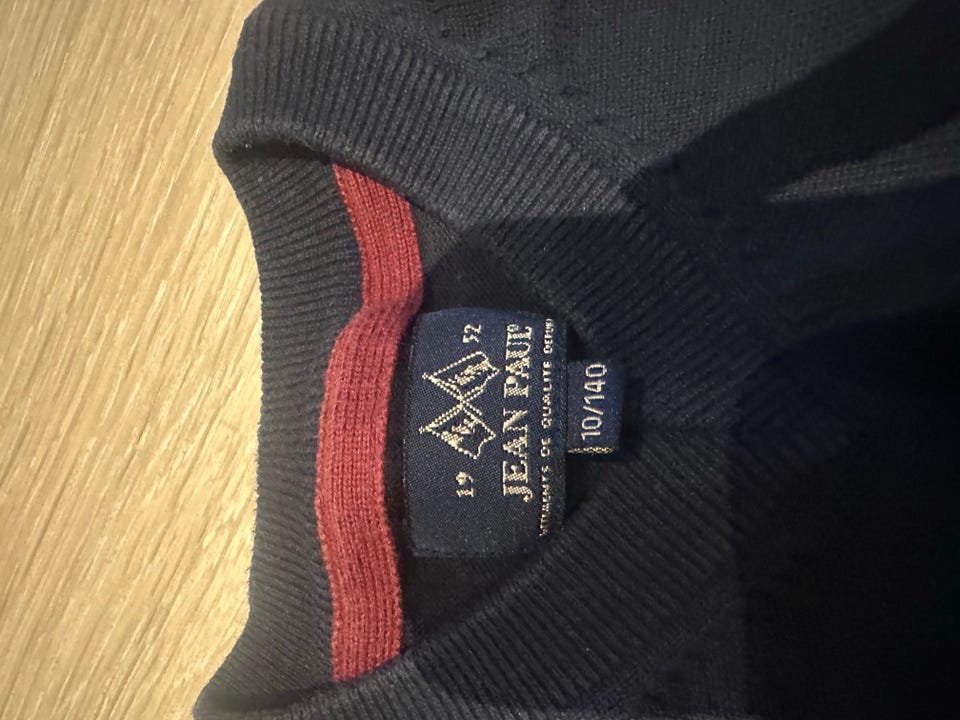 19 52
JEAN PAUL
VÊTEMENTS DE QUALITÉ DEPUIS
10/140